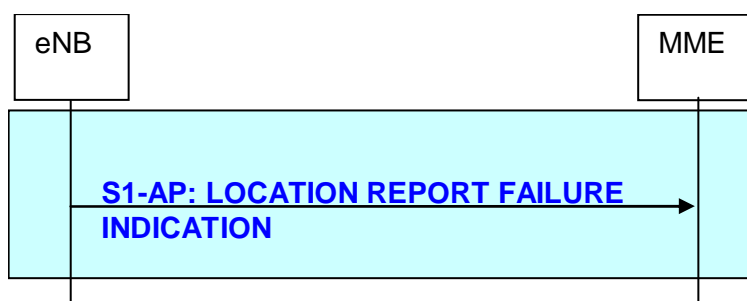 eNB
MME
S1-AP: LOCATION REPORT FAILURE
INDICATION